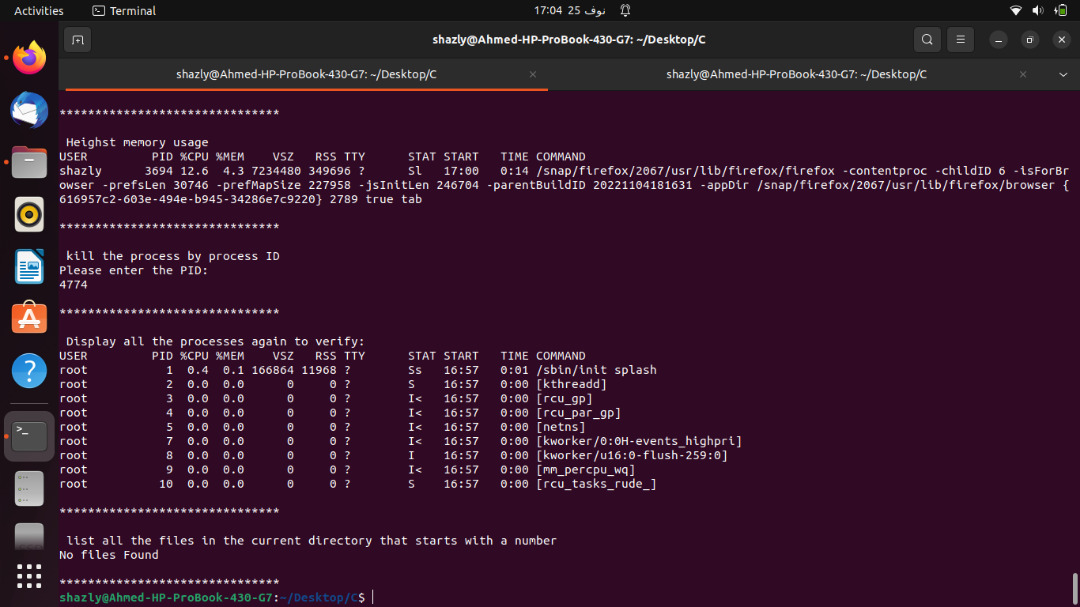 Activities
Terminal
17:04 25 نوف
shazly@Ahmed-HP-ProBook-430-G7: ~/Desktop/C
shazly@Ahmed-HP-ProBook-430-G7: ~/Desktop/C
shazly@Ahmed-HP-ProBook-430-G7: ~/Desktop/C
*******************************
 Heighst memory usage
USER         PID %CPU %MEM    VSZ   RSS TTY      STAT START   TIME COMMAND
shazly      3694 12.6  4.3 7234480 349696 ?      Sl   17:00   0:14 /snap/firefox/2067/usr/lib/firefox/firefox -contentproc -childID 6 -isForBr
owser -prefsLen 30746 -prefMapSize 227958 -jsInitLen 246704 -parentBuildID 20221104181631 -appDir /snap/firefox/2067/usr/lib/firefox/browser {
616957c2-603e-494e-b945-34286e7c9220} 2789 true tab
*******************************
 kill the process by process ID
Please enter the PID:
4774
*******************************
 Display all the processes again to verify:
USER         PID %CPU %MEM    VSZ   RSS TTY      STAT START   TIME COMMAND
root           1  0.4  0.1 166864 11968 ?        Ss   16:57   0:01 /sbin/init splash
root           2  0.0  0.0      0     0 ?        S    16:57   0:00 [kthreadd]
root           3  0.0  0.0      0     0 ?        I<   16:57   0:00 [rcu_gp]
root           4  0.0  0.0      0     0 ?        I<   16:57   0:00 [rcu_par_gp]
root           5  0.0  0.0      0     0 ?        I<   16:57   0:00 [netns]
root           7  0.0  0.0      0     0 ?        I<   16:57   0:00 [kworker/0:0H-events_highpri]
root           8  0.0  0.0      0     0 ?        I    16:57   0:00 [kworker/u16:0-flush-259:0]
root           9  0.0  0.0      0     0 ?        I<   16:57   0:00 [mm_percpu_wq]
root          10  0.0  0.0      0     0 ?        S    16:57   0:00 [rcu_tasks_rude_]
*******************************
 list all the files in the current directory that starts with a number
No files Found
*******************************
shazly@Ahmed-HP-ProBook-430-G7:~/Desktop/C$